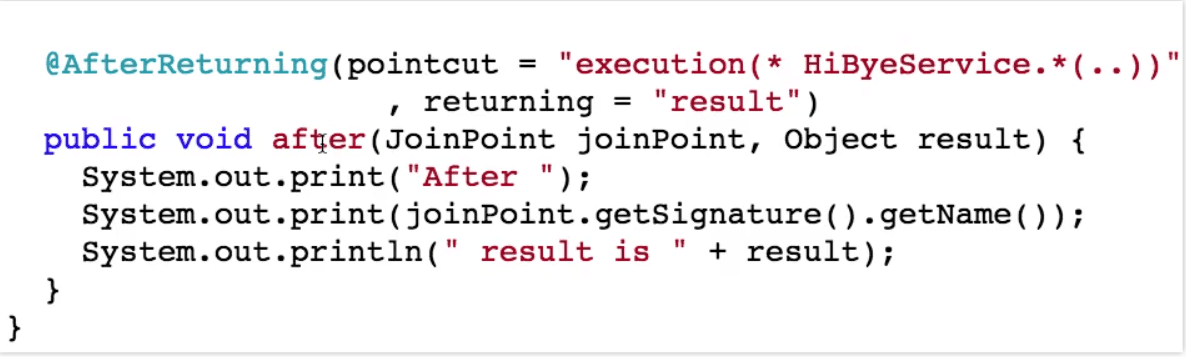 @AfterReturning(pointcut = "execution(* HiByeService.*(..))"
, returning = "result")
public void after(JoinPoint joinPoint, Object result) {
System.out.print("After ");
System.out.print(joinPoint.getSignature().getName());
System.out.println(" result is " + result);
}
}